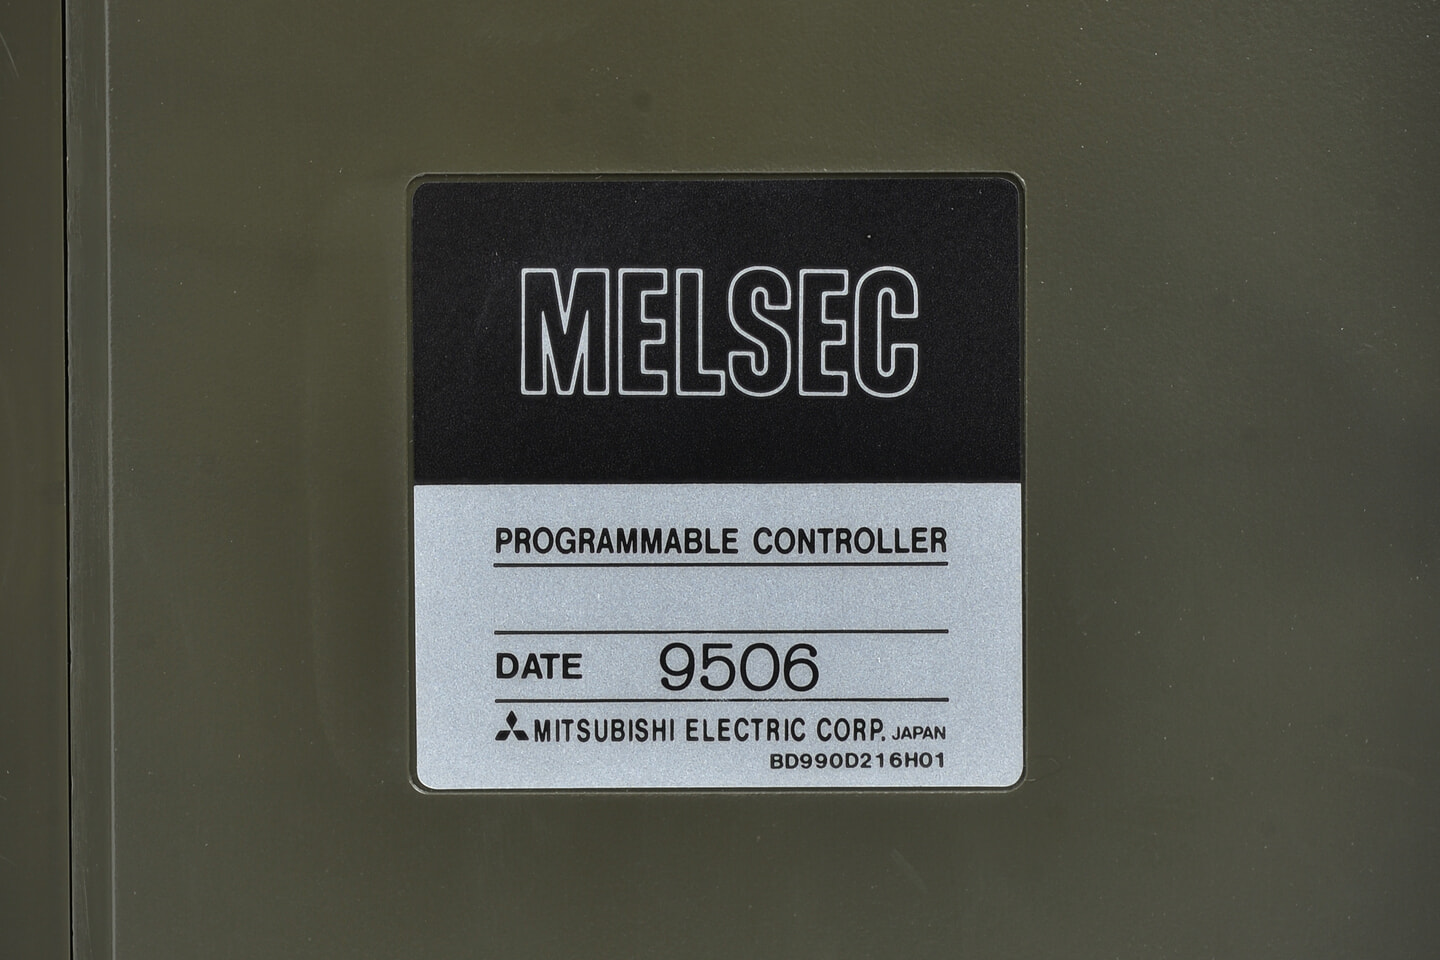 MELSEC
PROGRAMMABLE CONTROLLER
DATE 9506
MITSUBISHI ELECTRIC CORP. JAPAN
BD990D216H01